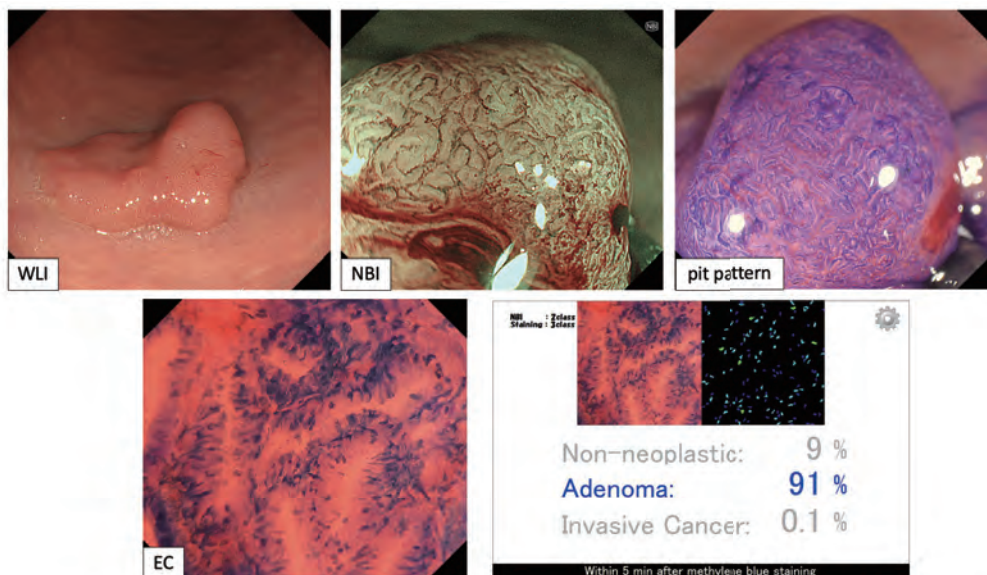 NBI
WLI
NBI
pit pattern
EC
NBI : 2class
Staining : 3class
Non-neoplastic: 9 %
Adenoma: 91 %
Invasive Cancer: 0.1 %
Within 5 min after methylene blue staining